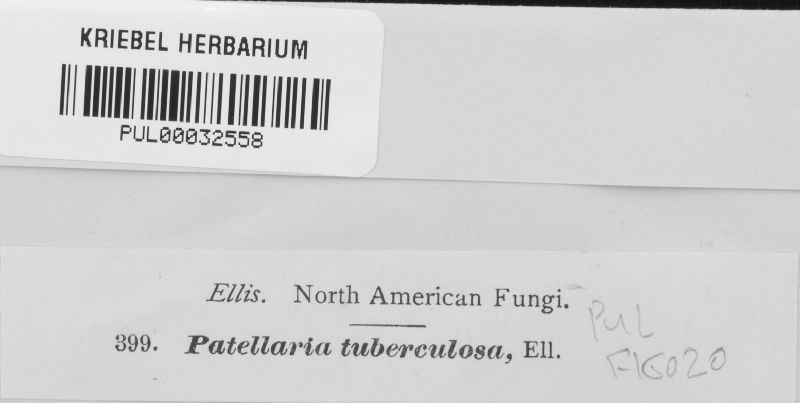 KRIEBEL HERBARIUM
PUL00032558
Ellis. North American Fungi.
399. Patellaria tuberculosa, Ell.
PUL
F15020